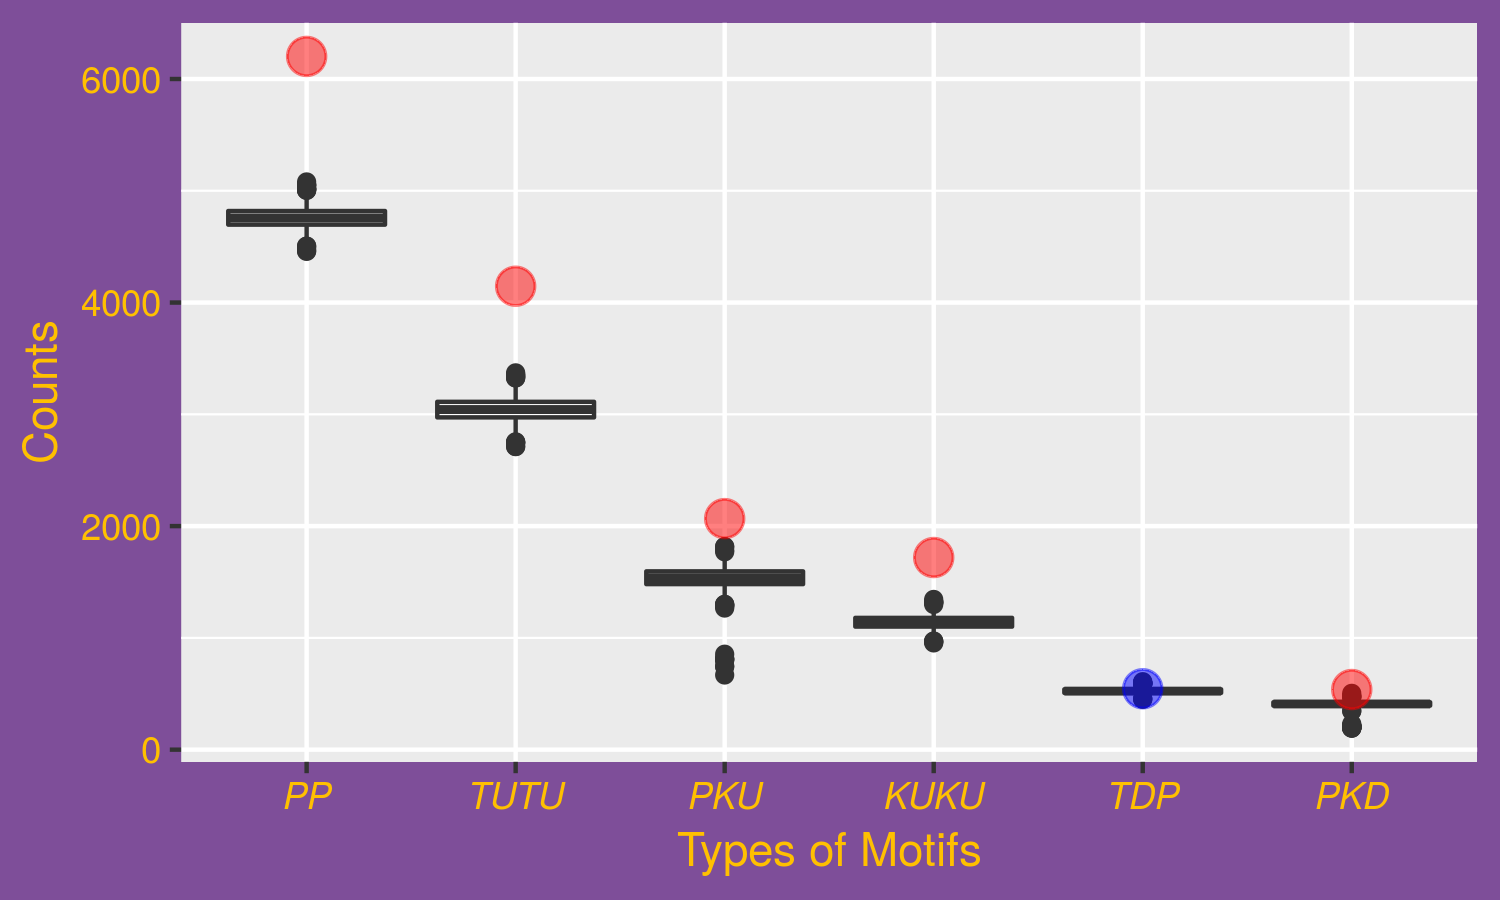 6000
4000
2000
0
Counts
PP TUTU PKU KUKU TDP PKD
Types of Motifs